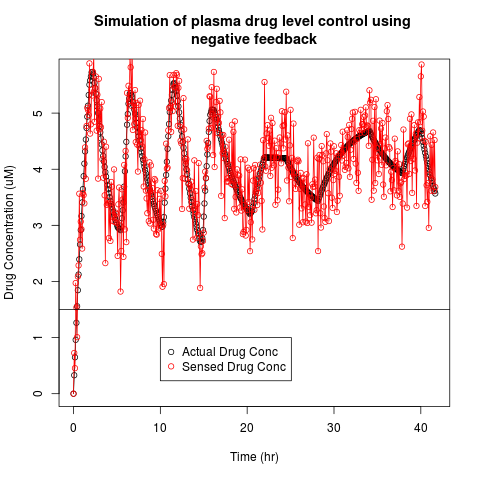 Simulation of plasma drug level control using
negative feedback
Drug Concentration (uM)
5
4
3
2
1
0
Actual Drug Conc
Sensed Drug Conc
0
10
20
30
40
Time (hr)